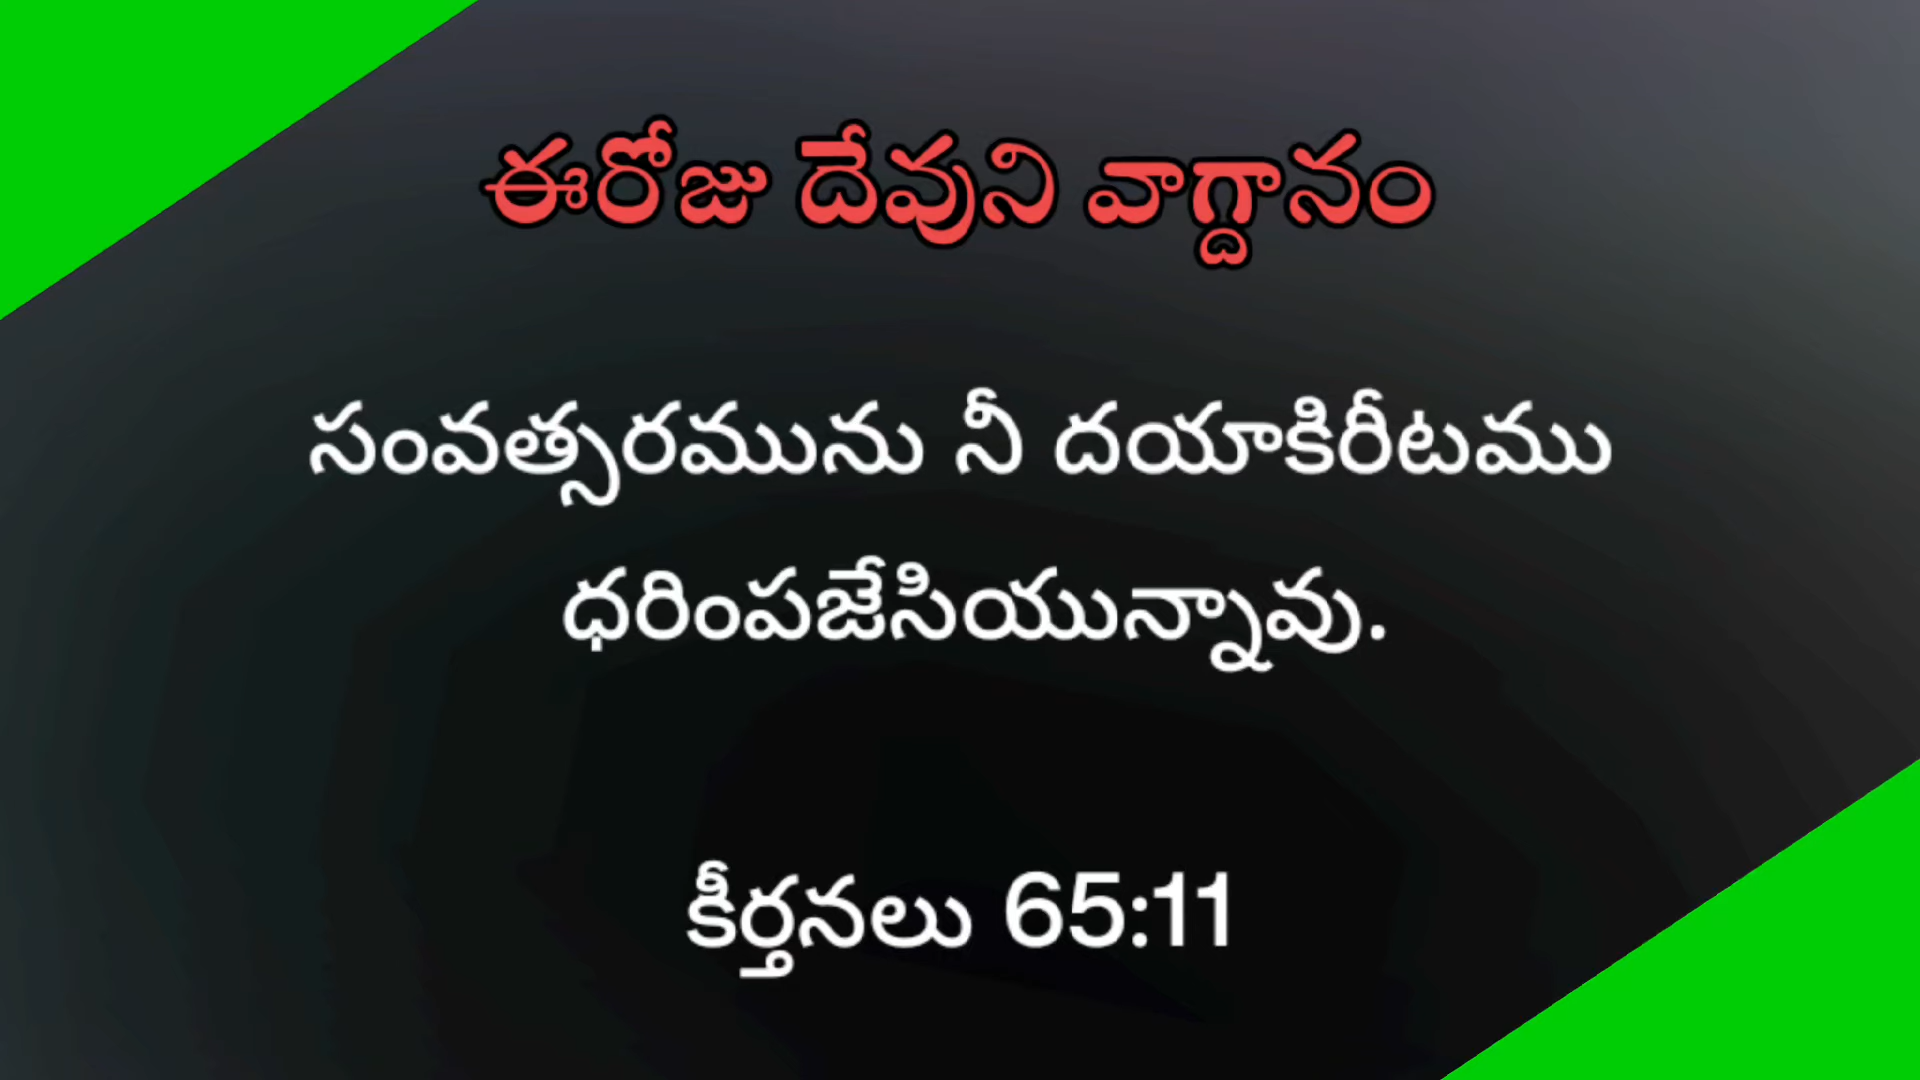 ఈరోజు దేవుని వాగ్దానం
సంవత్సరమును నీ దయాకిరీటము
ధరింపజేసియున్నావు.
కీర్తనలు 65:11